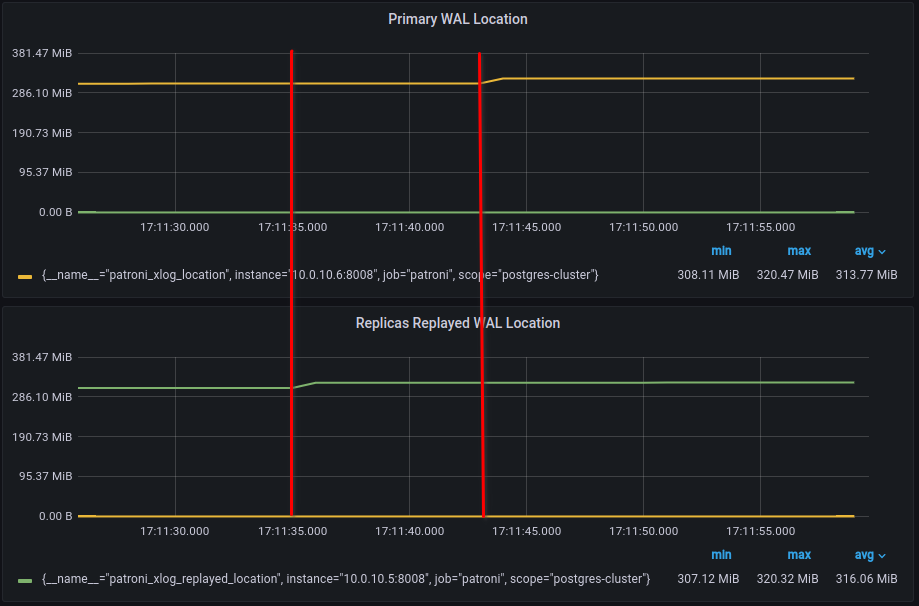 Primary WAL Location
381.47 MiB
286.10 MiB
190.73 MiB
95.37 MiB
0.00 B
17:11:30.000 17:11:35.000 17:11:40.000 17:11:45.000 17:11:50.000 17:11:55.000
min max avg
{__name__="patroni_xlog_location", instance="10.0.10.6:8008", job="patroni", scope="postgres-cluster"} 308.11 MiB 320.47 MiB 313.77 MiB
Replicas Replayed WAL Location
381.47 MiB
286.10 MiB
190.73 MiB
95.37 MiB
0.00 B
17:11:30.000 17:11:35.000 17:11:40.000 17:11:45.000 17:11:50.000 17:11:55.000
min max avg
{__name__="patroni_xlog_replayed_location", instance="10.0.10.5:8008", job="patroni", scope="postgres-cluster"} 307.12 MiB 320.32 MiB 316.06 MiB